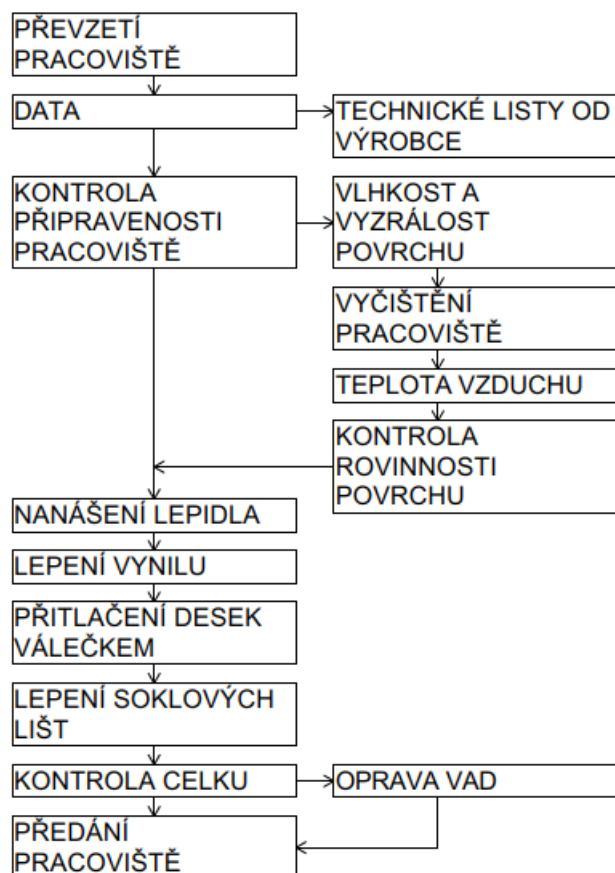 PŘEVZETÍ
PRACOVIŠTĚ
DATA
TECHNICKÉ LISTY OD
VÝROBCE
KONTROLA
PŘIPRAVENOSTI
PRACOVIŠTĚ
VLHKOST A
VYZRÁLOST
POVRCHU
VYČIŠTĚNÍ
PRACOVIŠTĚ
TEPLOTA VZDUCHU
KONTROLA
ROVINNOSTI
POVRCHU
NANÁŠENÍ LEPIDLA
LEPENÍ VYNILU
PŘITLAČENÍ DESEK
VÁLEČKEM
LEPENÍ SOKLOVÝCH
LIŠT
KONTROLA CELKU
OPRAVA VAD
PŘEDÁNÍ
PRACOVIŠTĚ